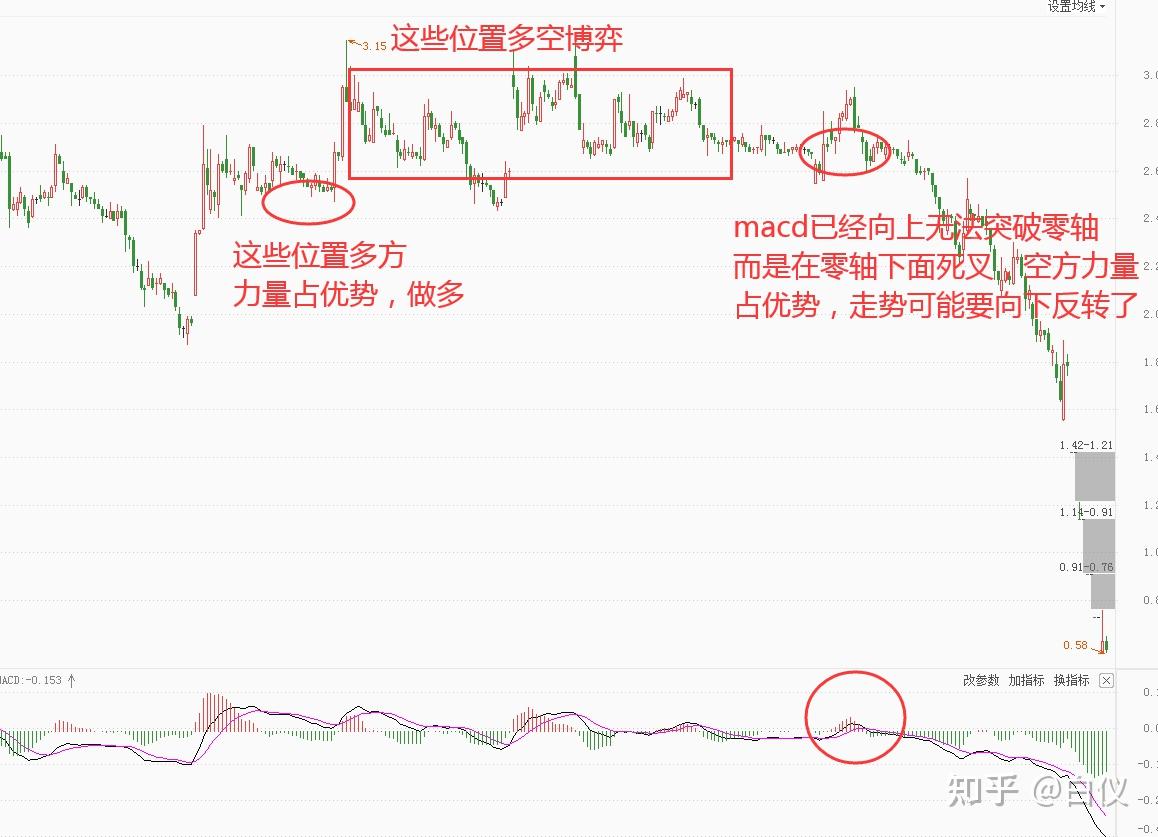 设置均线
3.15
这些位置多空博弈
这些位置多方
力量占优势，做多
macd已经向上无法突破零轴
而是在零轴下面死叉，空方力量
占优势，走势可能要向下反转了
3.0
2.8
2.6
2.4
2.2
2.0
1.8
1.6
1.4
1.2
1.0
0.8
1.42-1.21
1.14-0.91
0.91-0.76
0.58
MACD:-0.153
改参数 加指标 换指标
0.1
0.0
-0.1
-0.2
-0.4
知乎 @白仪